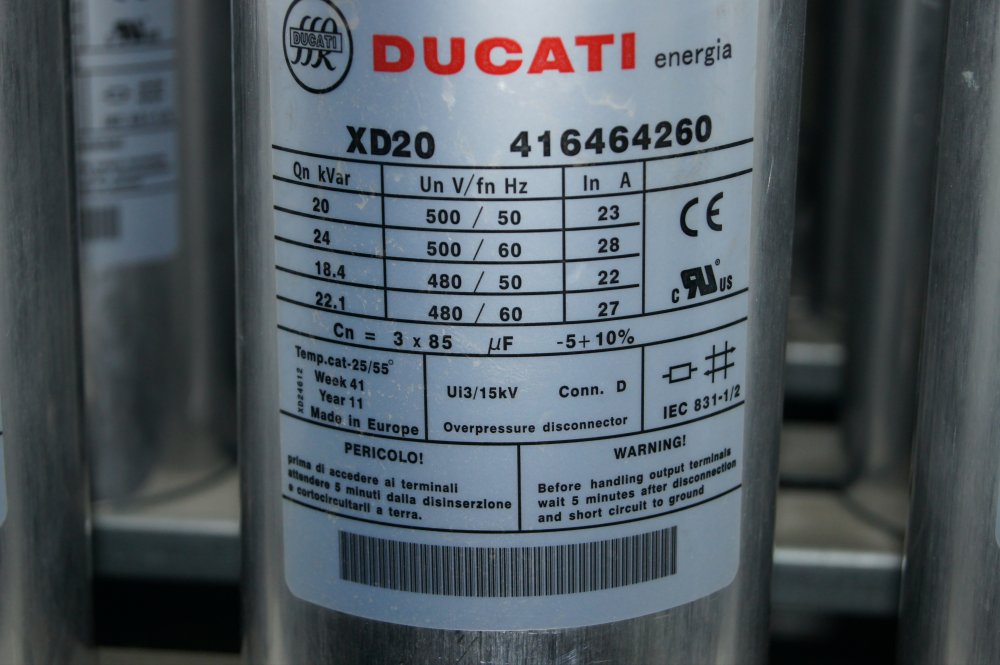 DUCATI
DUCATI energia
XD20 416464260
Qn kVar Un V/fn Hz In A
20 500 / 50 23
24 500 / 60 28
18.4 480 / 50 22
22.1 480 / 60 27
CE
C RU® US
Cn = 3 x 85 µF -5+10%
Temp.cat-25/55°
Week 41
Year 11
Made in Europe
XD24612
Ui3/15kV Conn. D
Overpressure disconnector
IEC 831-1/2
PERICOLO!
prima di accedere ai terminali
attendere 5 minuti dalla disinserzione
e cortocircuitarli a terra.
WARNING!
Before handling output terminals
wait 5 minutes after disconnection
and short circuit to ground